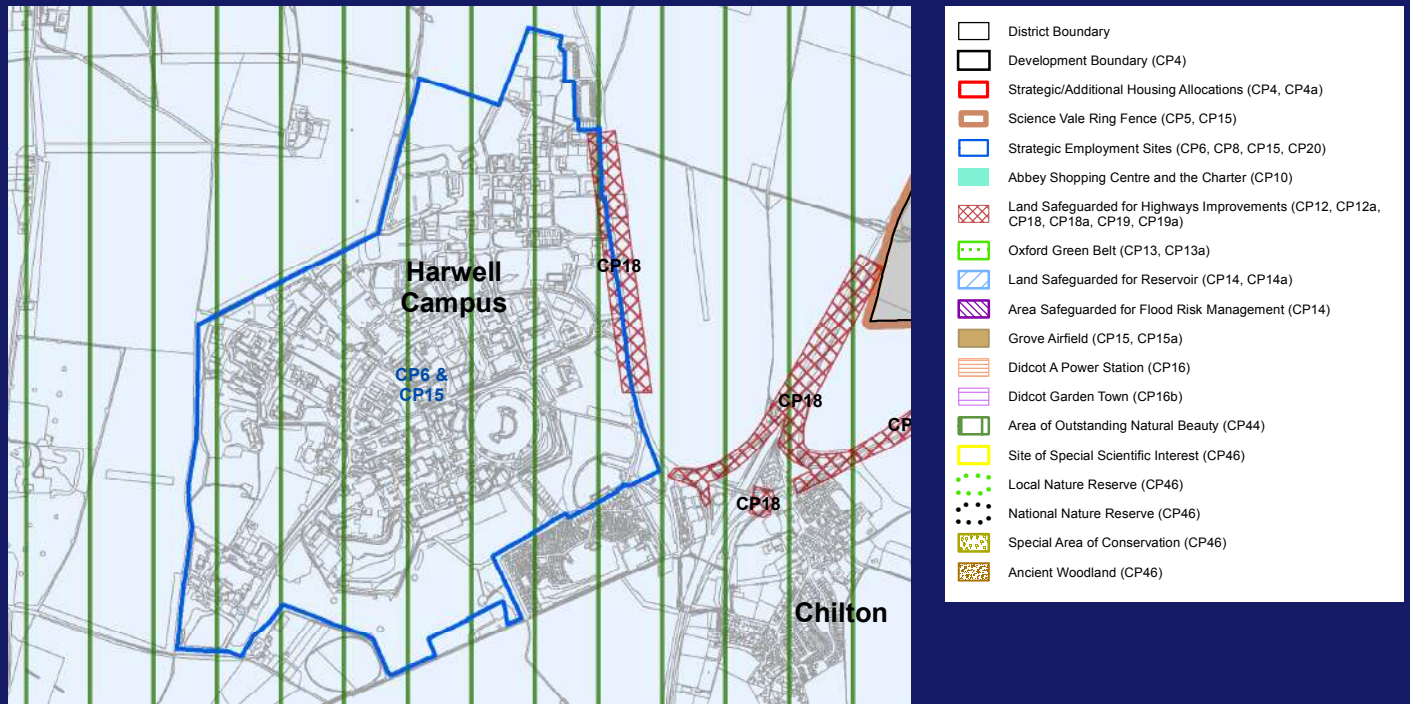 Harwell
Campus
CP6 &
CP15
CP18
CP18
CP18
CP
Chilton
District Boundary
Development Boundary (CP4)
Strategic/Additional Housing Allocations (CP4, CP4a)
Science Vale Ring Fence (CP5, CP15)
Strategic Employment Sites (CP6, CP8, CP15, CP20)
Abbey Shopping Centre and the Charter (CP10)
Land Safeguarded for Highways Improvements (CP12, CP12a,
CP18, CP18a, CP19, CP19a)
Oxford Green Belt (CP13, CP13a)
Land Safeguarded for Reservoir (CP14, CP14a)
Area Safeguarded for Flood Risk Management (CP14)
Grove Airfield (CP15, CP15a)
Didcot A Power Station (CP16)
Didcot Garden Town (CP16b)
Area of Outstanding Natural Beauty (CP44)
Site of Special Scientific Interest (CP46)
Local Nature Reserve (CP46)
National Nature Reserve (CP46)
Special Area of Conservation (CP46)
Ancient Woodland (CP46)